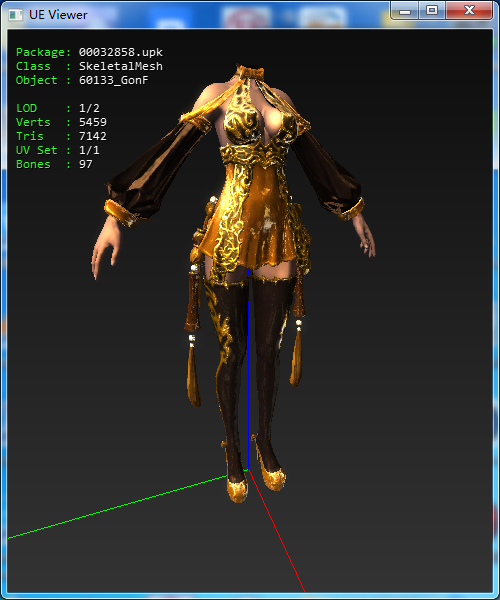 UE Viewer
Package: 00032858.upk
Class : SkeletalMesh
Object : 60133_GonF
LOD : 1/2
Verts : 5459
Tris : 7142
UV Set : 1/1
Bones : 97